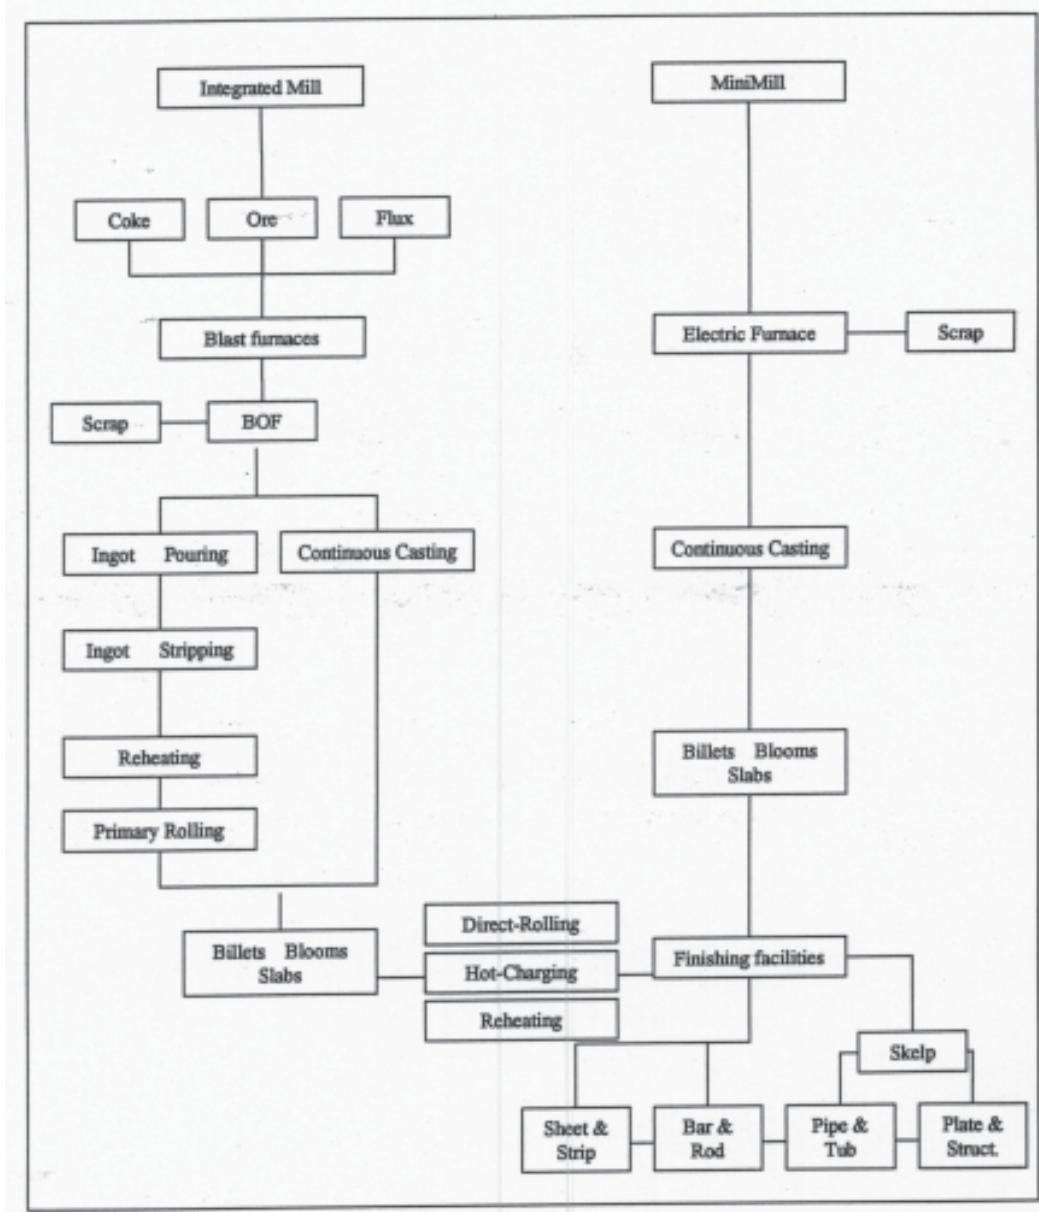 Integrated Mill
MiniMill
Coke
Ore
Flux
Blast furnaces
Electric Furnace
Scrap
Scrap
BOF
Ingot Pouring
Continuous Casting
Continuous Casting
Ingot Stripping
Reheating
Billets Blooms
Slabs
Primary Rolling
Direct-Rolling
Billets Blooms
Slabs
Hot-Charging
Finishing facilities
Reheating
Skelp
Sheet &
Strip
Bar &
Rod
Pipe &
Tub
Plate &
Struct.